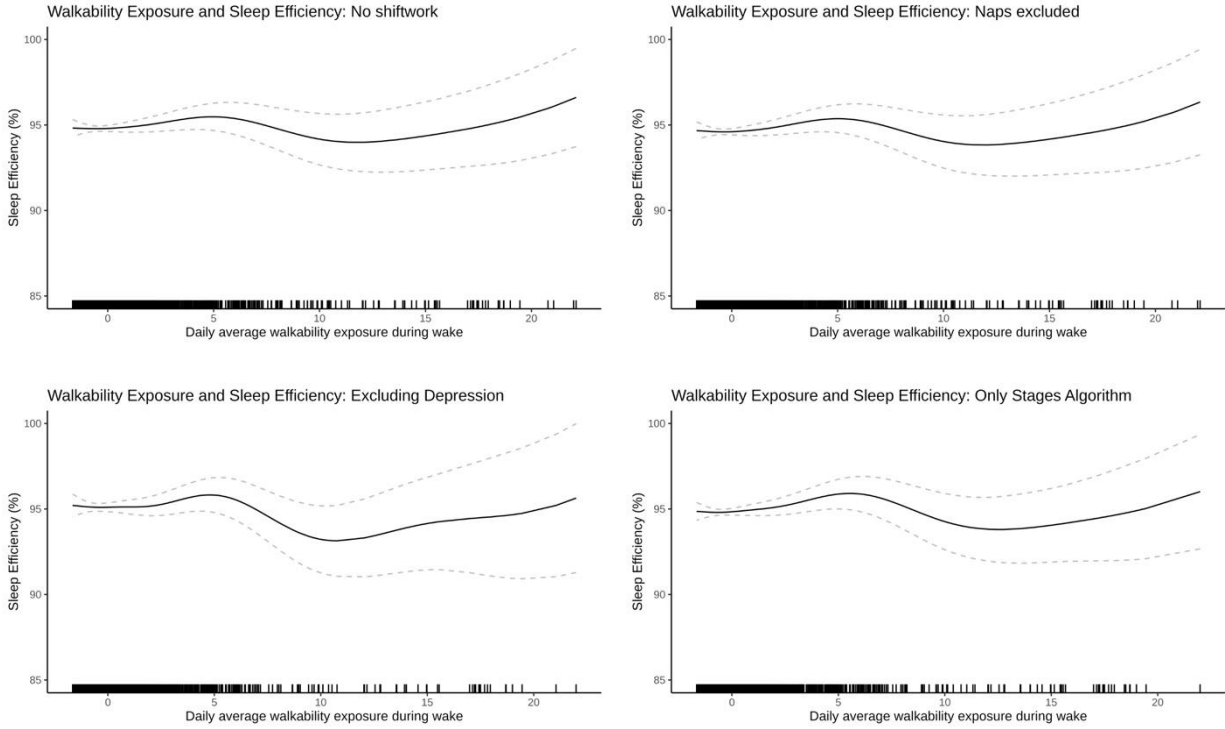 Walkability Exposure and Sleep Efficiency: No shiftwork
100
95
90
85
Sleep Efficiency (%)
0 5 10 15 20
Daily average walkability exposure during wake
Walkability Exposure and Sleep Efficiency: Naps excluded
100
95
90
85
Sleep Efficiency (%)
0 5 10 15 20
Daily average walkability exposure during wake
Walkability Exposure and Sleep Efficiency: Excluding Depression
100
95
90
85
Sleep Efficiency (%)
0 5 10 15 20
Daily average walkability exposure during wake
Walkability Exposure and Sleep Efficiency: Only Stages Algorithm
100
95
90
85
Sleep Efficiency (%)
0 5 10 15 20
Daily average walkability exposure during wake